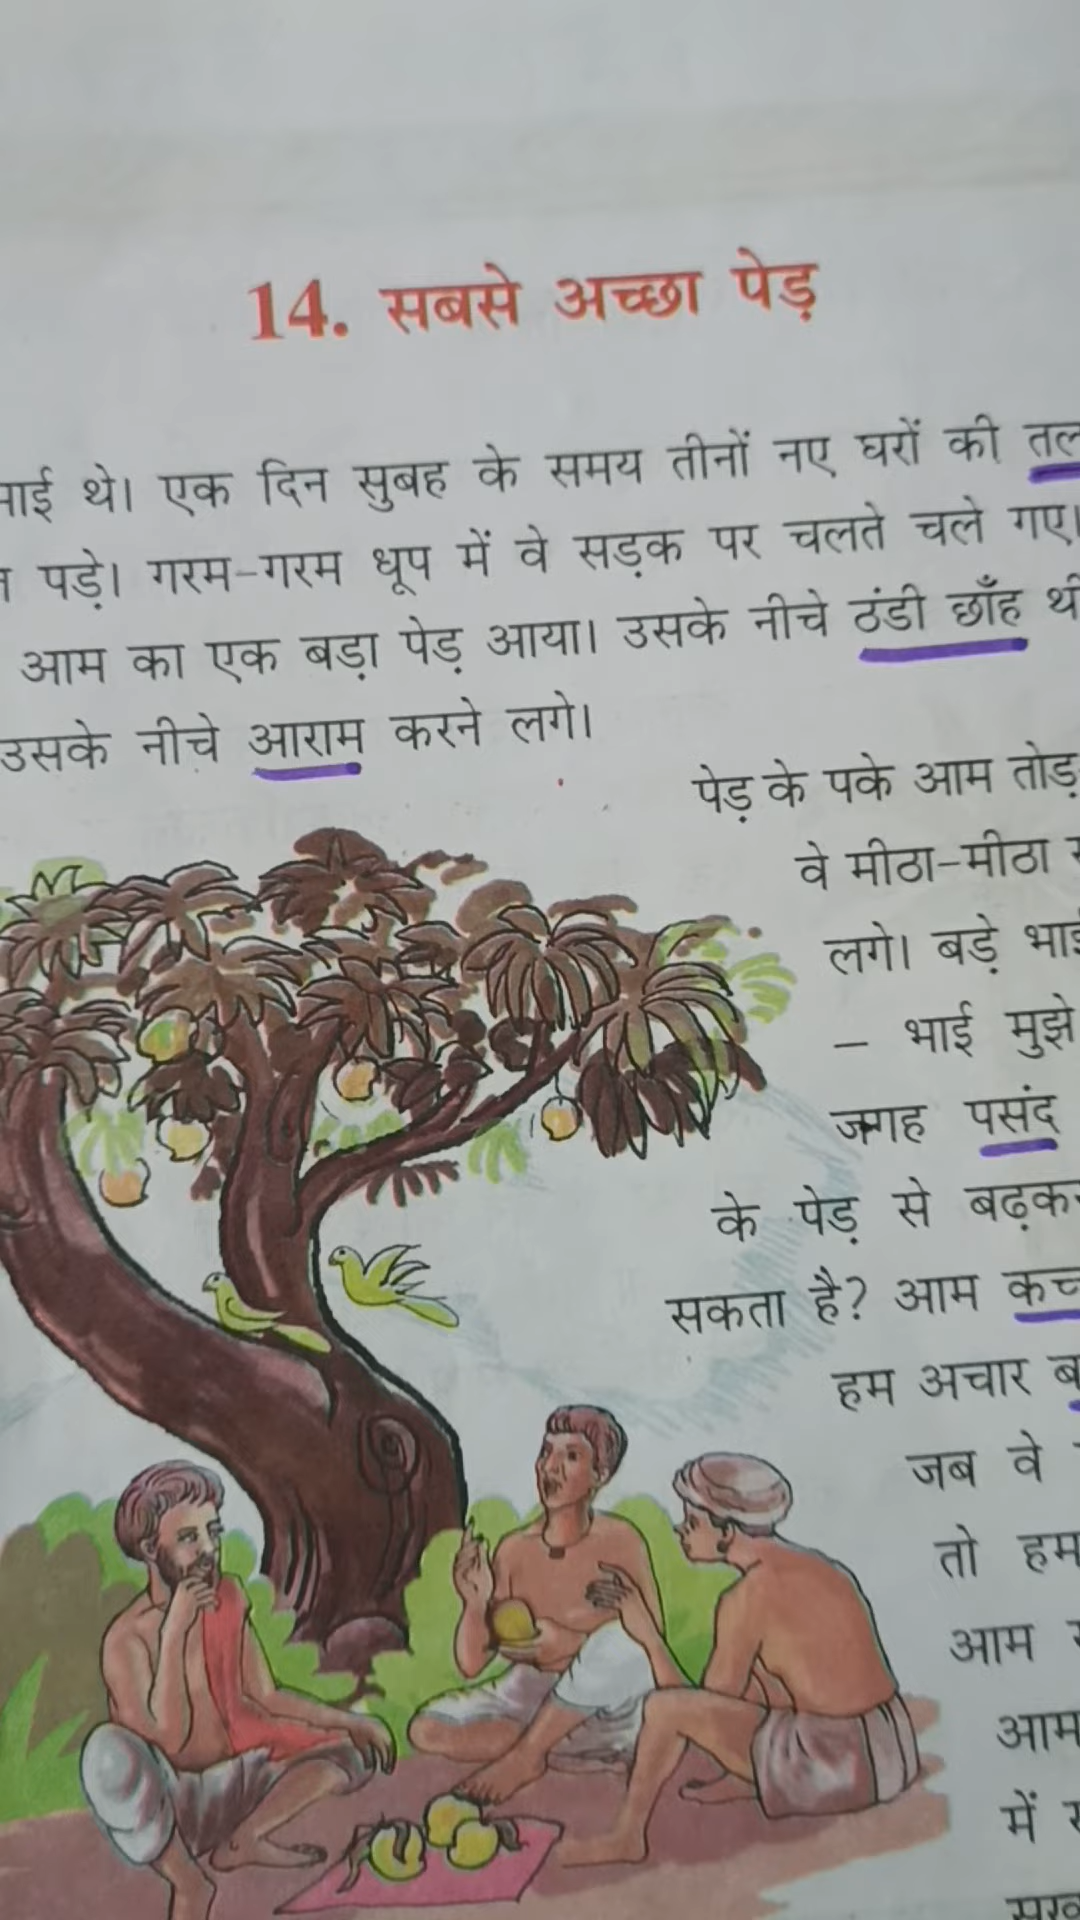 14. सबसे अच्छा पेड़
थे। एक दिन सुबह के समय तीनों नए घरों की
पड़े। गरम-गरम धूप में वे सड़क पर चलते चले गए।
आम का एक बड़ा पेड़ आया। उसके नीचे ठंडी छाँह
उसके नीचे आराम करने लगे।
पेड़ के पके आम
वे मीठा-मीठा
लगे। बड़े
– भाई मुझे
जगह पसंद
के पेड़ से
सकता है? आम
हम अचार
जब वे
तो हम
आम
आम
में